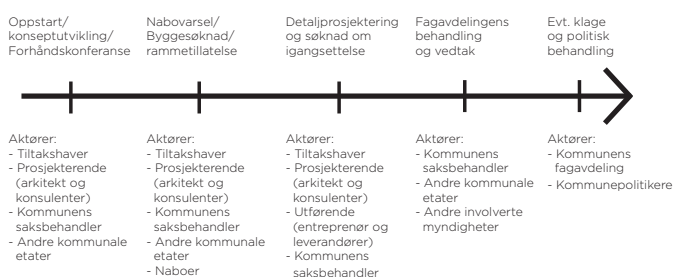 Oppstart/
konseptutvikling/
Forhåndskonferanse
Nabovarsel/
Byggesøknad/
rammetillatelse
Detaljprosjektering
og søknad om
igangsettelse
Fagavdelingens
behandling
og vedtak
Evt. klage
og politisk
behandling
Aktører:
- Tiltakshaver
- Prosjekterende
(arkitekt og
konsulenter)
- Kommunens
saksbehandler
- Andre kommunale
etater
Aktører:
- Tiltakshaver
- Prosjekterende
(arkitekt og
konsulenter)
- Kommunens
saksbehandler
- Andre kommunale
etater
- Naboer
Aktører:
- Tiltakshaver
- Prosjekterende
(arkitekt og
konsulenter)
- Utførende
(entreprenør og
leverandører)
- Kommunens
saksbehandler
Aktører:
- Kommunens
saksbehandler
- Andre kommunale
etater
- Andre involverte
myndigheter
Aktører:
- Kommunens
fagavdeling
- Kommunepolitikere